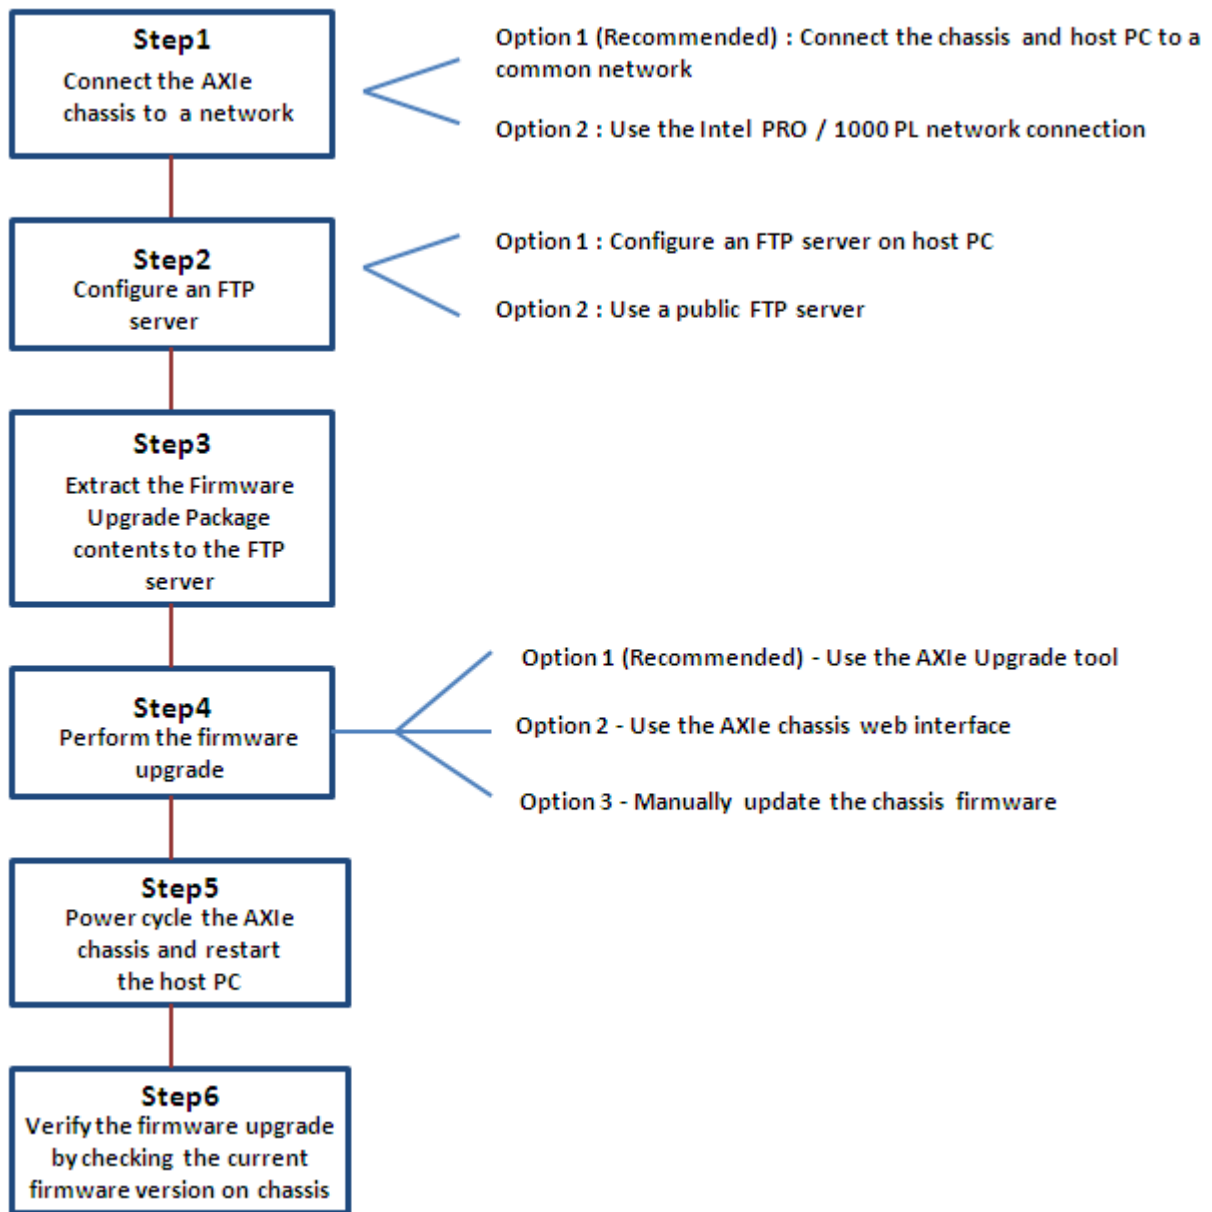 Step1
Connect the AXIe
chassis to a network
Option 1 (Recommended) : Connect the chassis and host PC to a
common network
Option 2 : Use the Intel PRO / 1000 PL network connection
Step2
Configure an FTP
server
Option 1 : Configure an FTP server on host PC
Option 2 : Use a public FTP server
Step3
Extract the Firmware
Upgrade Package
contents to the FTP
server
Step4
Perform the firmware
upgrade
Option 1 (Recommended) - Use the AXIe Upgrade tool
Option 2 - Use the AXIe chassis web interface
Option 3 - Manually update the chassis firmware
Step5
Power cycle the AXIe
chassis and restart
the host PC
Step6
Verify the firmware upgrade
by checking the current
firmware version on chassis